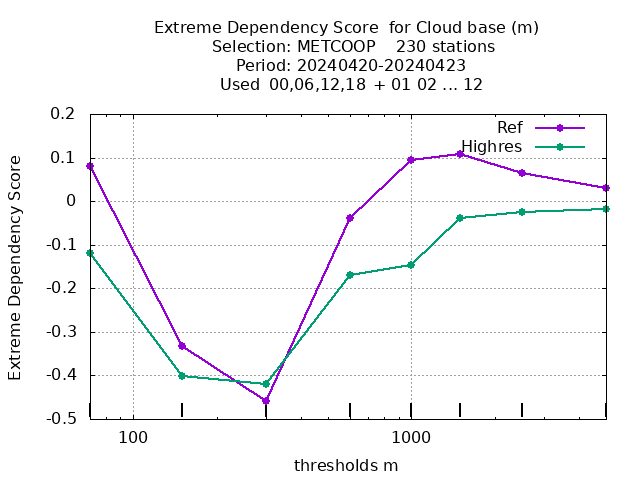 Extreme Dependency Score  for Cloud base (m)
Selection: METCOOP    230 stations
Period: 20240420-20240423
Used  00,06,12,18  + 01 02 ... 12
Extreme Dependency Score
0.2
0.1
0
-0.1
-0.2
-0.3
-0.4
-0.5
Ref
Highres
100
1000
thresholds m